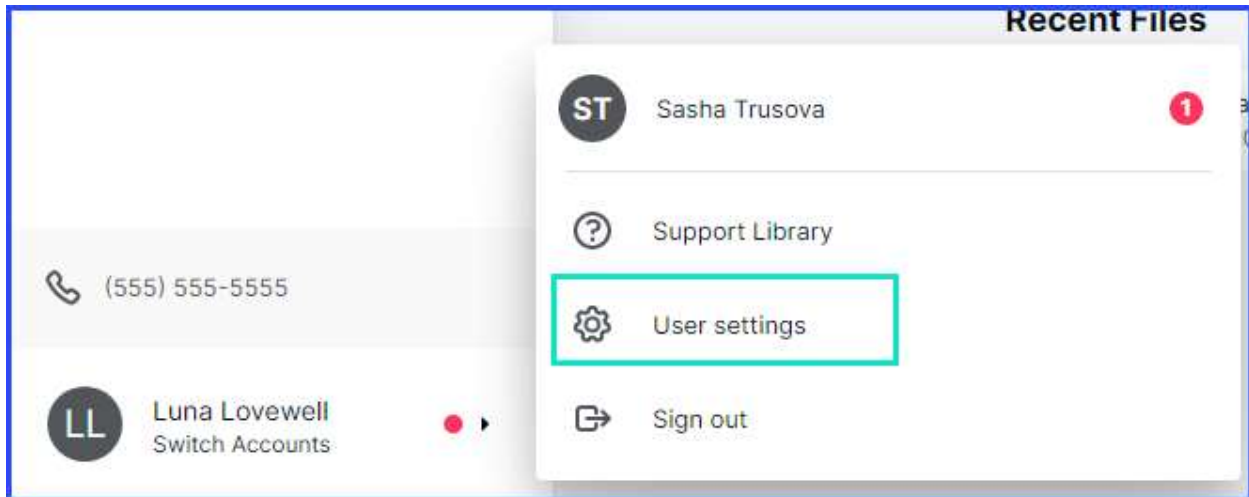 Recent Files
ST
Sasha Trusova
1
Support Library
(555) 555-5555
User settings
LL
Luna Lovewell
Switch Accounts
Sign out